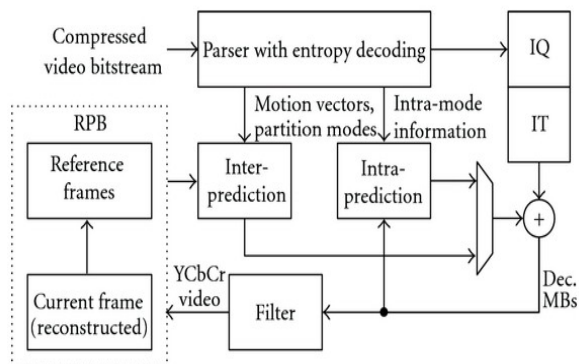 Compressed
video bitstream
Parser with entropy decoding
IQ
IT
Motion vectors,
partition modes
Intra-mode
information
RPB
Reference
frames
Inter-
prediction
Intra-
prediction
+
Dec.
MBs
YCbCr
video
Filter
Current frame
(reconstructed)